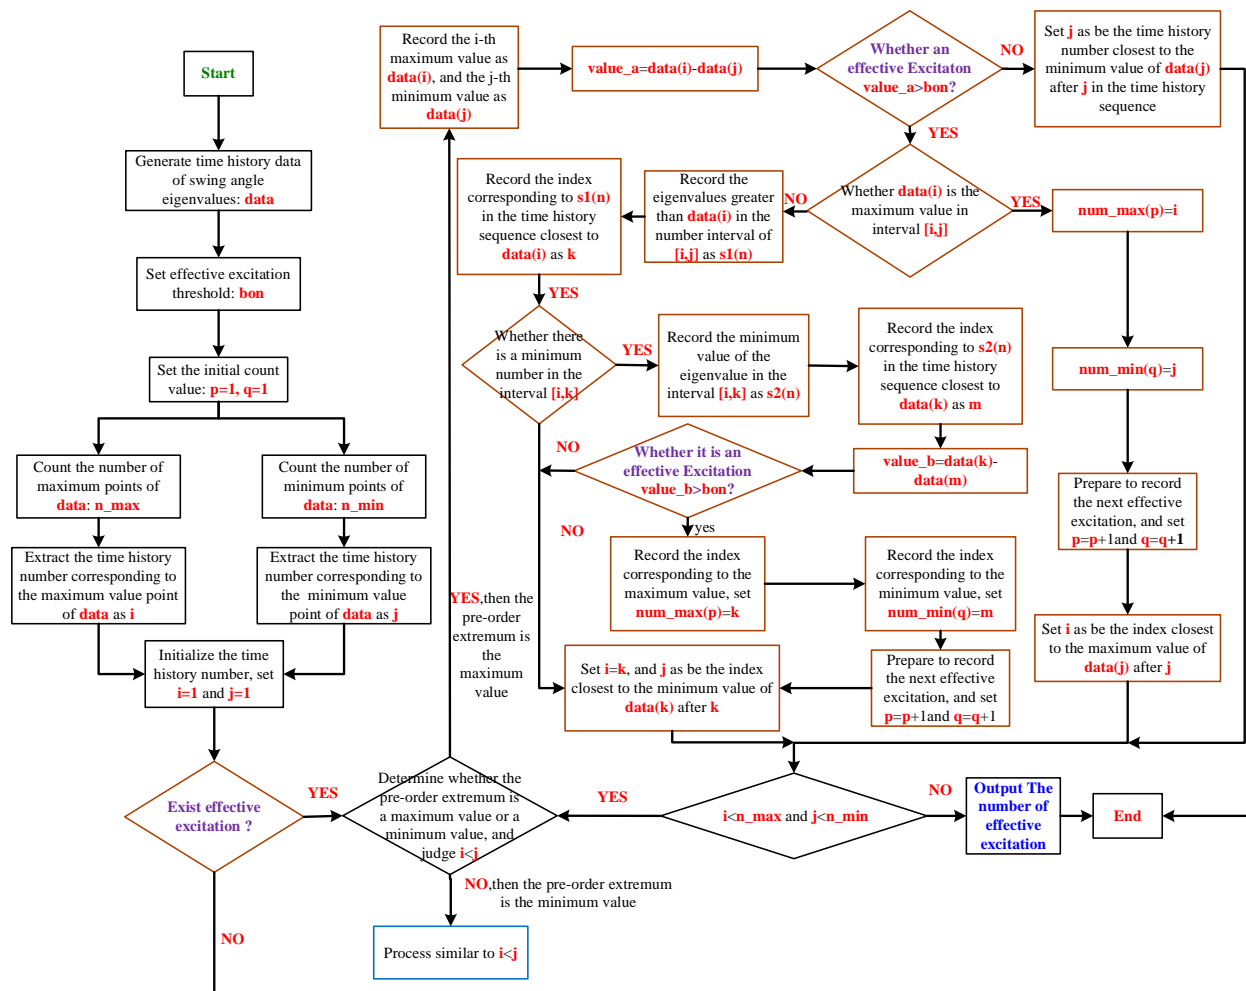 Start
Generate time history data
of swing angle
eigenvalues: data
Set effective excitation
threshold: bon
Set the initial count
value: p=1, q=1
Count the number of
maximum points of
data: n_max
Count the number of
minimum points of
data: n_min
Extract the time history
number corresponding to
the maximum value point
of data as i
Extract the time history
number corresponding to
the minimum value
point of data as j
Initialize the time
history number, set
i=1 and j=1
Exist effective
excitation ?
YES
NO
Determine whether the
pre-order extremum is
a maximum value or a
minimum value, and
judge i<j
YES,then the
pre-order
extremum is
the
maximum
value
NO,then the pre-order extremum
is the minimum value
Process similar to i<j
Record the i-th
maximum value as
data(i), and the j-th
minimum value as
data(j)
value_a=data(i)-data(j)
Whether an
effective Excitaton
value_a>bon?
NO
YES
Set j as be the time history
number closest to the
minimum value of data(j)
after j in the time history
sequence
Whether data(i) is the
maximum value in
interval [i,j]
NO
YES
num_max(p)=i
num_min(q)=j
Prepare to record
the next effective
excitation, and set
p=p+1and q=q+1
Set i as be the index closest
to the maximum value of
data(j) after j
Record the
eigenvalues greater
than data(i) in the
number interval of
[i,j] as s1(n)
Record the index
corresponding to s1(n)
in the time history
sequence closest to
data(i) as k
YES
Whether there
is a minimum
number in the
interval [i,k]
YES
NO
Record the minimum
value of the
eigenvalue in the
interval [i,k] as s2(n)
Record the index
corresponding to s2(n)
in the time history
sequence closest to
data(k) as m
value_b=data(k)-
data(m)
Whether it is an
effective Excitation
value_b>bon?
NO
yes
Record the index
corresponding to the
maximum value, set
num_max(p)=k
Record the index
corresponding to the
minimum value, set
num_min(q)=m
Prepare to record
the next effective
excitation, and set
p=p+1and q=q+1
Set i=k, and j as be the index
closest to the minimum value of
data(k) after k
i<n_max and j<n_min
YES
NO
Output The
number of
effective
excitation
End